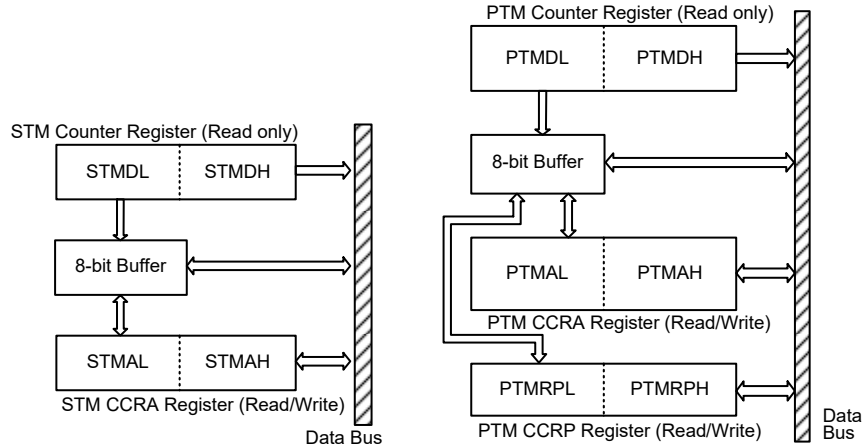 STM Counter Register (Read only)
STMDL STMDH
8-bit Buffer
STMAL STMAH
STM CCRA Register (Read/Write)
Data Bus
PTM Counter Register (Read only)
PTMDL PTMDH
8-bit Buffer
PTMAL PTMAH
PTM CCRA Register (Read/Write)
PTMRPL PTMRPH
PTM CCRP Register (Read/Write)
Data
Bus